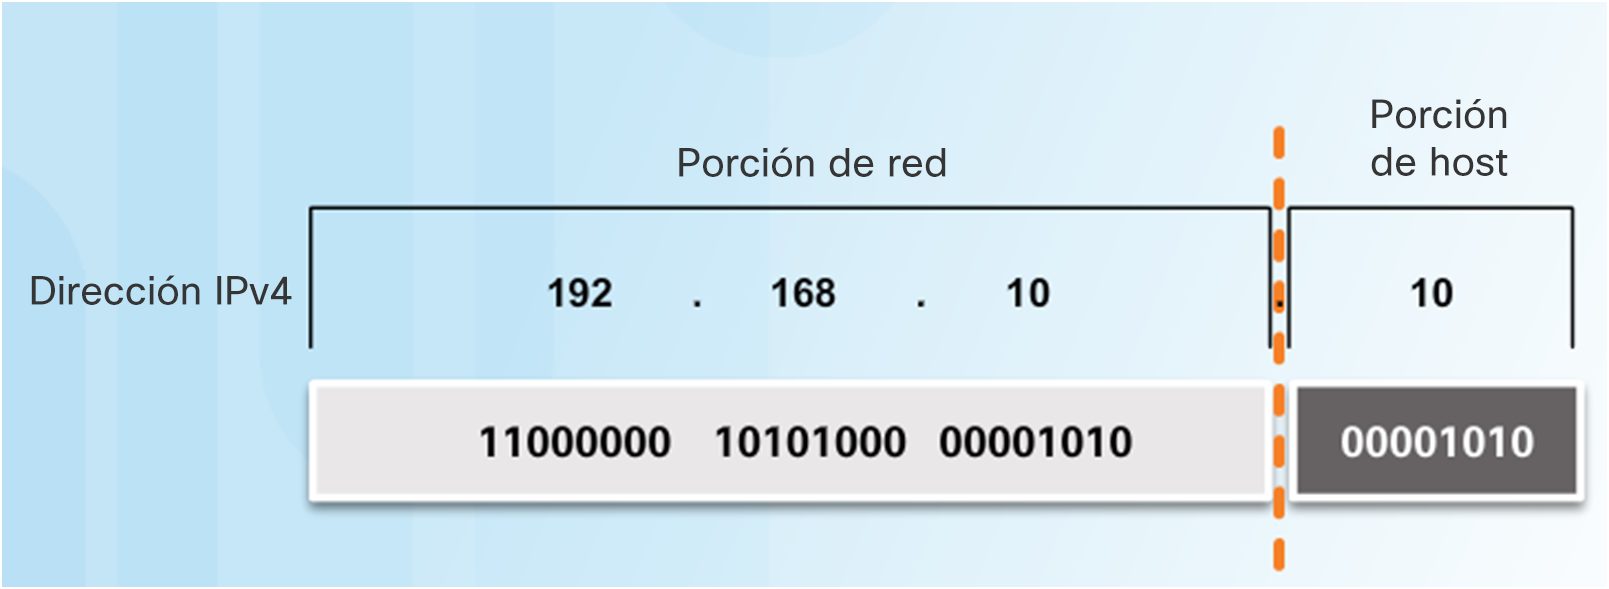 Porción
de host
Porción de red
Dirección IPv4 192 . 168 . 10 . 10
11000000 10101000 00001010 00001010